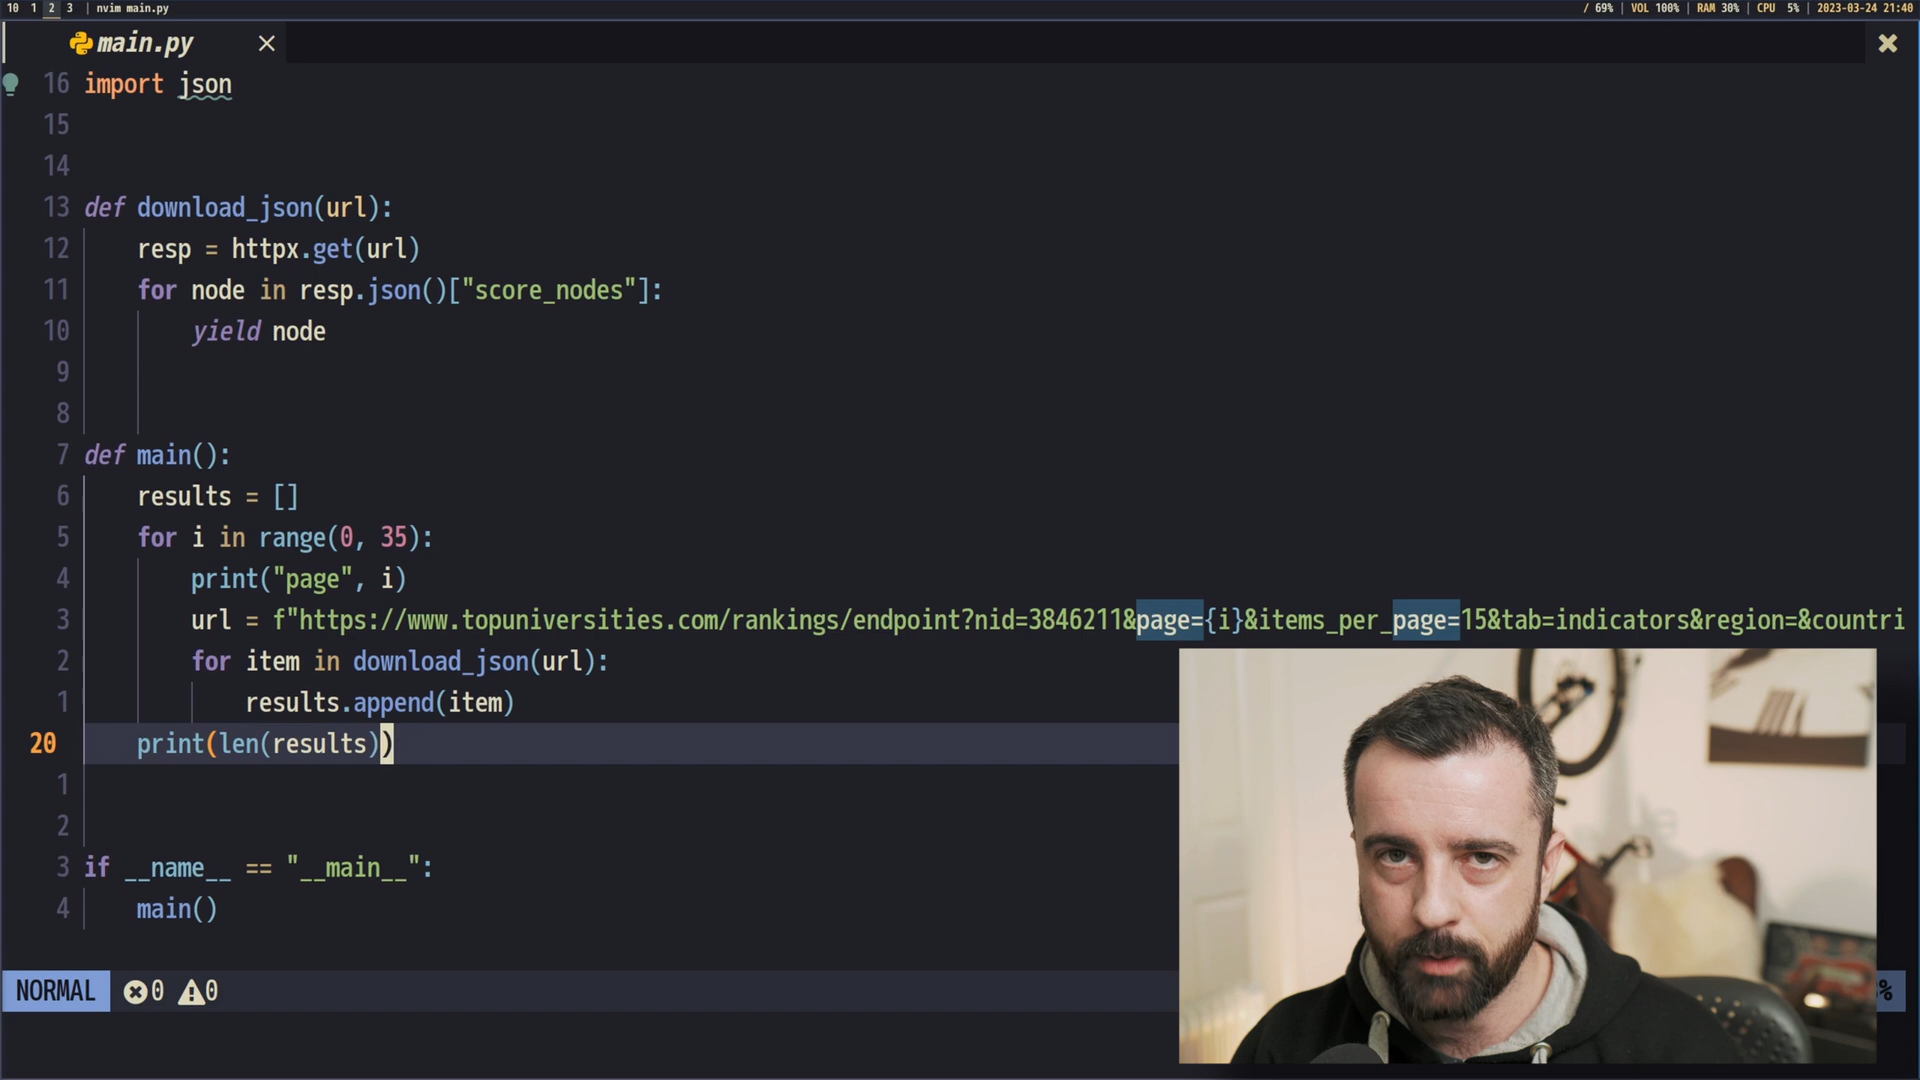 10 1 2 3 | nvim main.py / 69% | VOL 100% | RAM 30% | CPU 5% | 2023-03-24 21:40
main.py
16 import json
15
14
13 def download_json(url):
12 resp = httpx.get(url)
11 for node in resp.json()["score_nodes"]:
10 yield node
9
8
7 def main():
6 results = []
5 for i in range(0, 35):
4 print("page", i)
3 url = f"https://www.topuniversities.com/rankings/endpoint?nid=3846211&page={i}&items_per_page=15&tab=indicators&region=&countri
2 for item in download_json(url):
1 results.append(item)
20 print(len(results))
1
2
3 if __name__ == "__main__":
4 main()
NORMAL 0 0 %